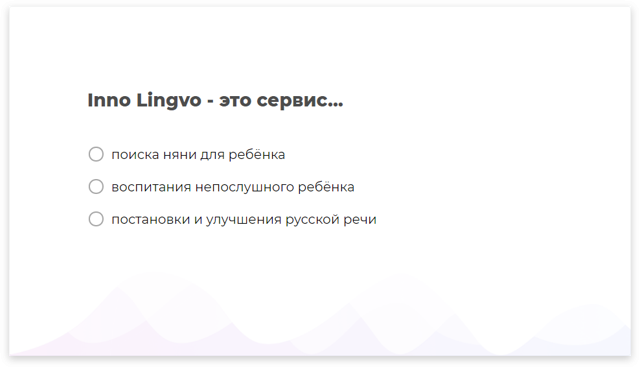 Inno Lingvo - это сервис...
поиска няни для ребёнка
воспитания непослушного ребёнка
постановки и улучшения русской речи